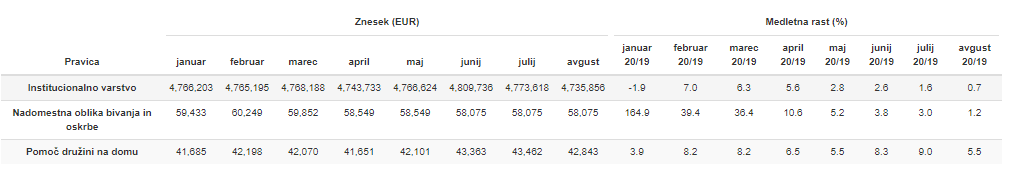 Znesek (EUR) Medletna rast (%)
Pravica januar februar marec april maj junij julij avgust januar 20/19 februar 20/19 marec 20/19 april 20/19 maj 20/19 junij 20/19 julij 20/19 avgust 20/19
Institucionalno varstvo 4,766,203 4,765,195 4,768,188 4,743,733 4,766,624 4,809,736 4,773,618 4,735,856 -1.9 7.0 6.3 5.6 2.8 2.6 1.6 0.7
Nadomestna oblika bivanja in 59,433 60,249 59,852 58,549 58,549 58,075 58,075 58,075 164.9 39.4 36.4 10.6 5.2 3.8 3.0 1.2
oskrbe
Pomoč družini na domu 41,685 42,198 42,070 41,651 42,101 43,363 43,462 42,843 3.9 8.2 8.2 6.5 5.5 8.3 9.0 5.5